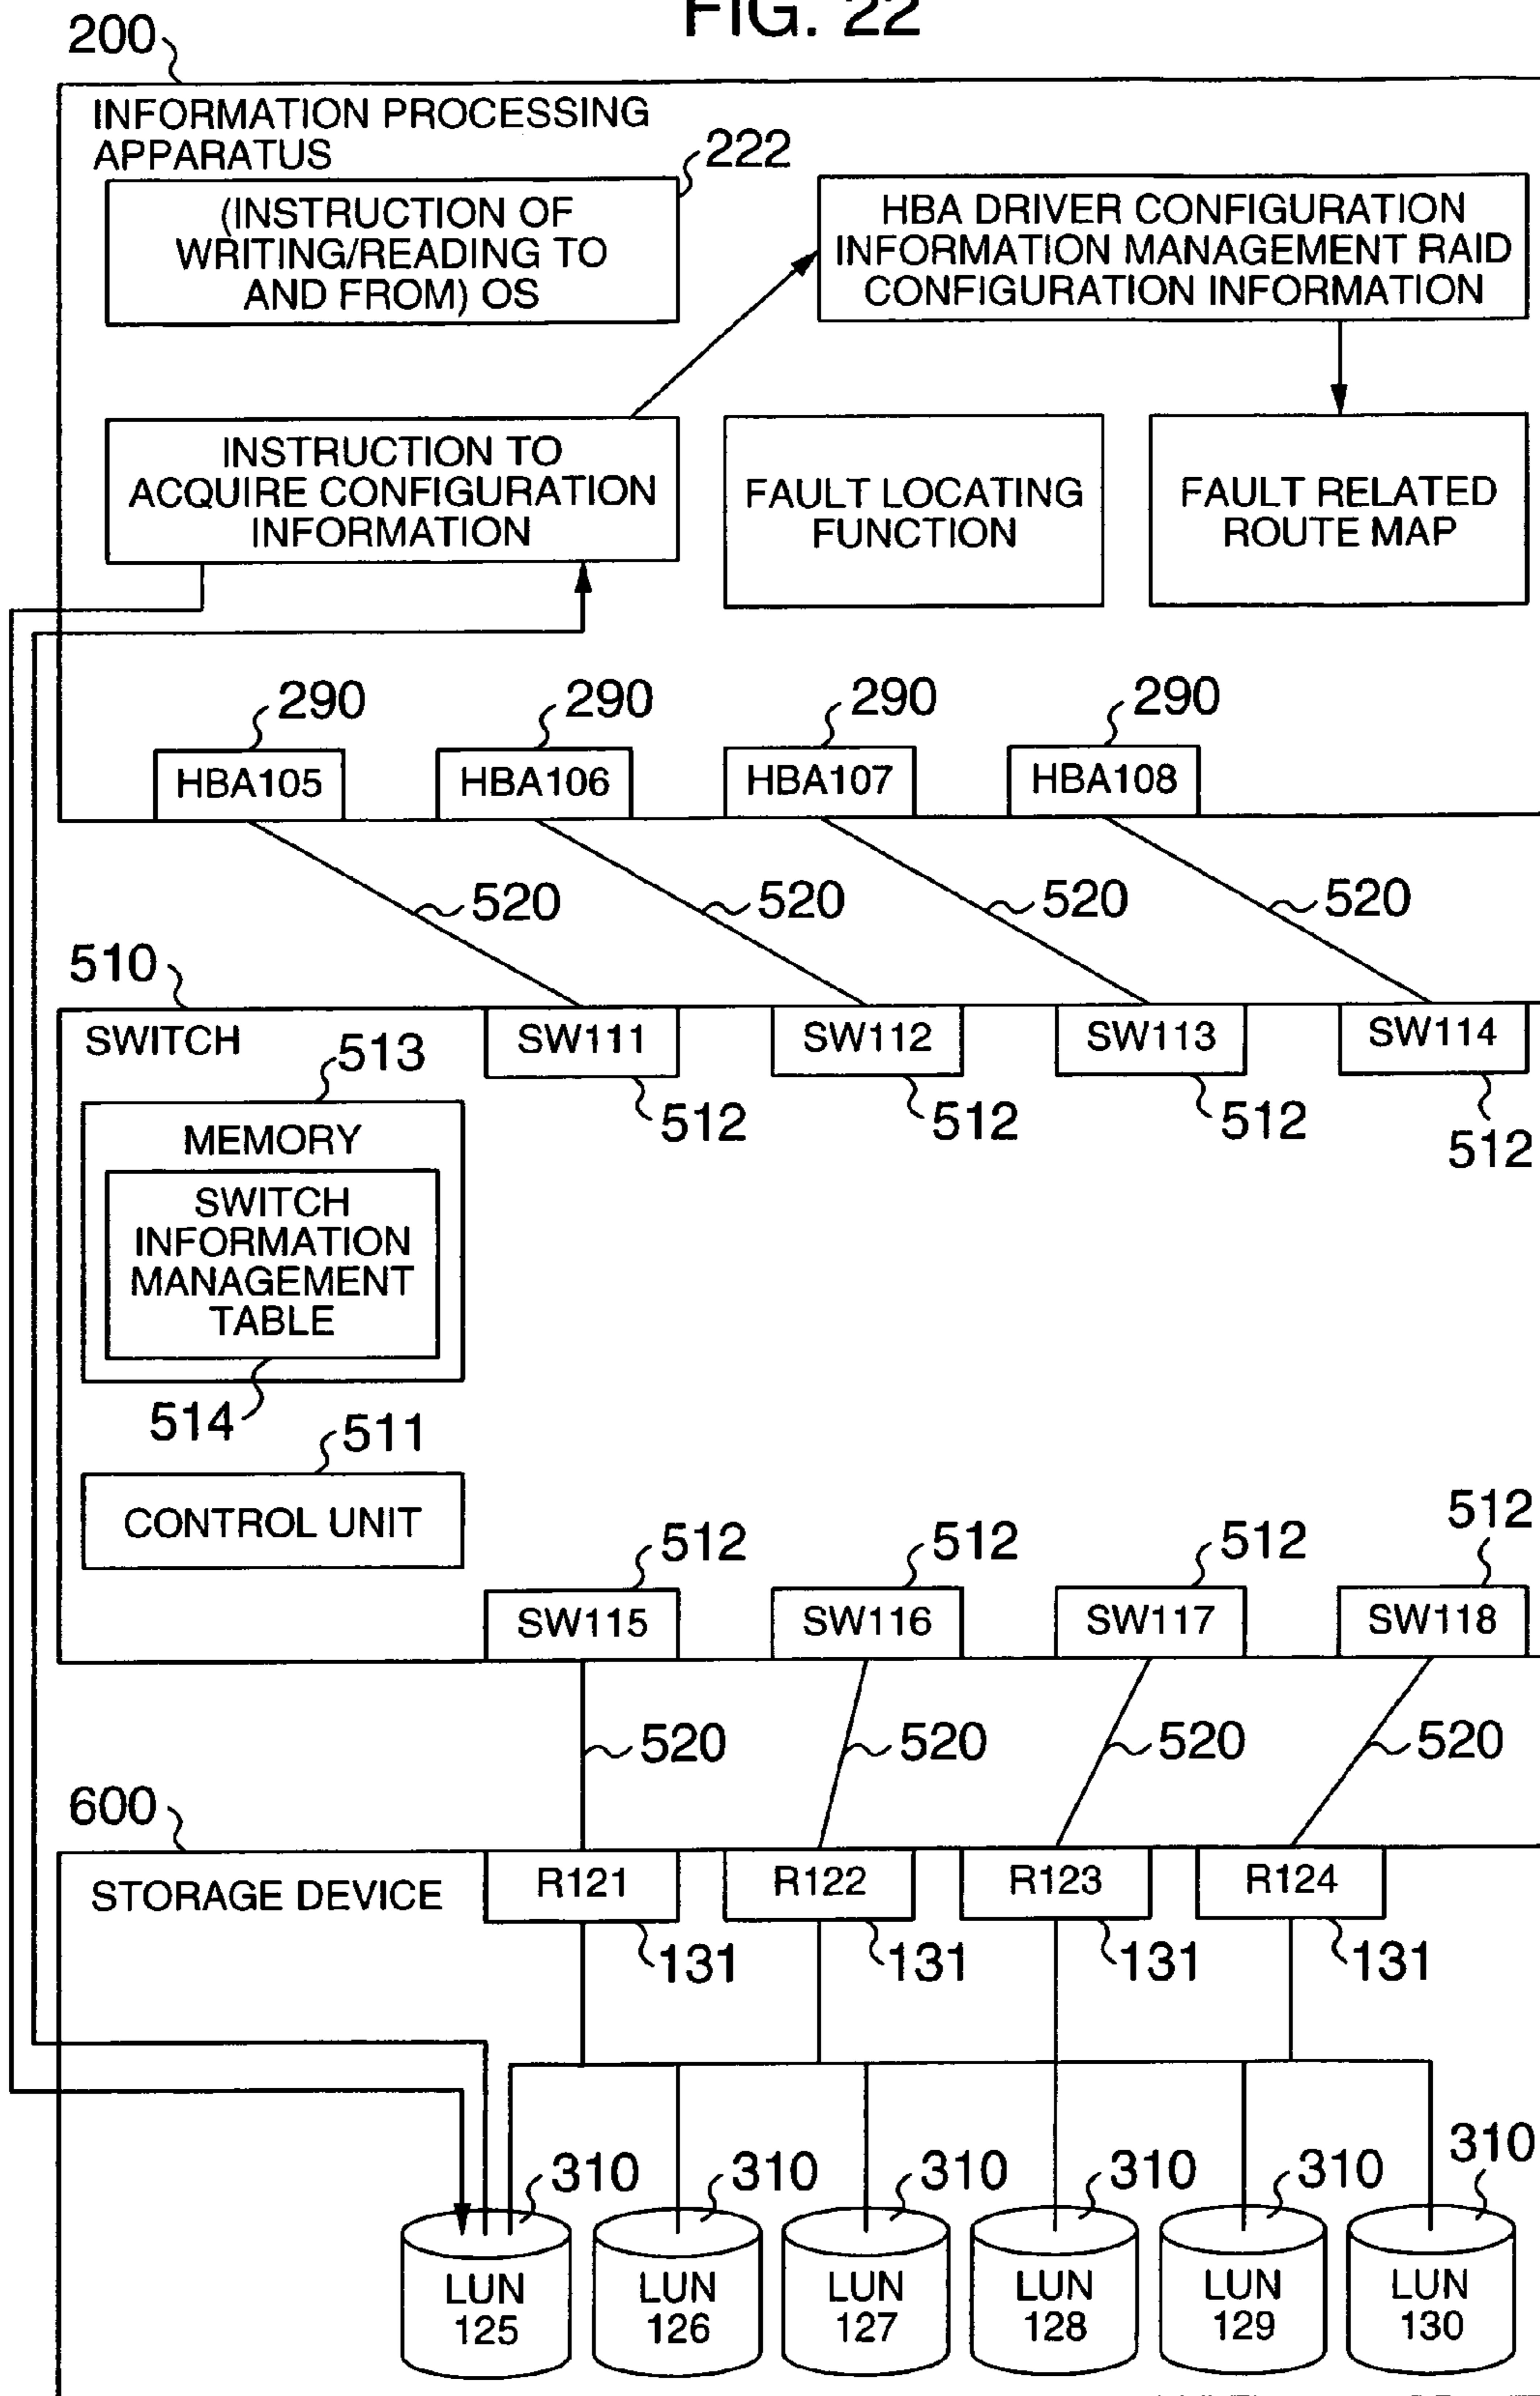 FIG. 22
200
INFORMATION PROCESSING
APPARATUS
222
(INSTRUCTION OF
WRITING/READING TO
AND FROM) OS
HBA DRIVER CONFIGURATION
INFORMATION MANAGEMENT RAID
CONFIGURATION INFORMATION
INSTRUCTION TO
ACQUIRE CONFIGURATION
INFORMATION
FAULT LOCATING
FUNCTION
FAULT RELATED
ROUTE MAP
290 290 290 290
HBA105 HBA106 HBA107 HBA108
520 520 520 520
510
SWITCH
SW111 SW112 SW113 SW114
513
512 512 512 512
MEMORY
SWITCH
INFORMATION
MANAGEMENT
TABLE
514
511
CONTROL UNIT
512 512 512 512
SW115 SW116 SW117 SW118
520 520 520 520
600
STORAGE DEVICE
R121 R122 R123 R124
131 131 131 131
310 310 310 310 310 310
LUN LUN LUN LUN LUN LUN
125 126 127 128 129 130